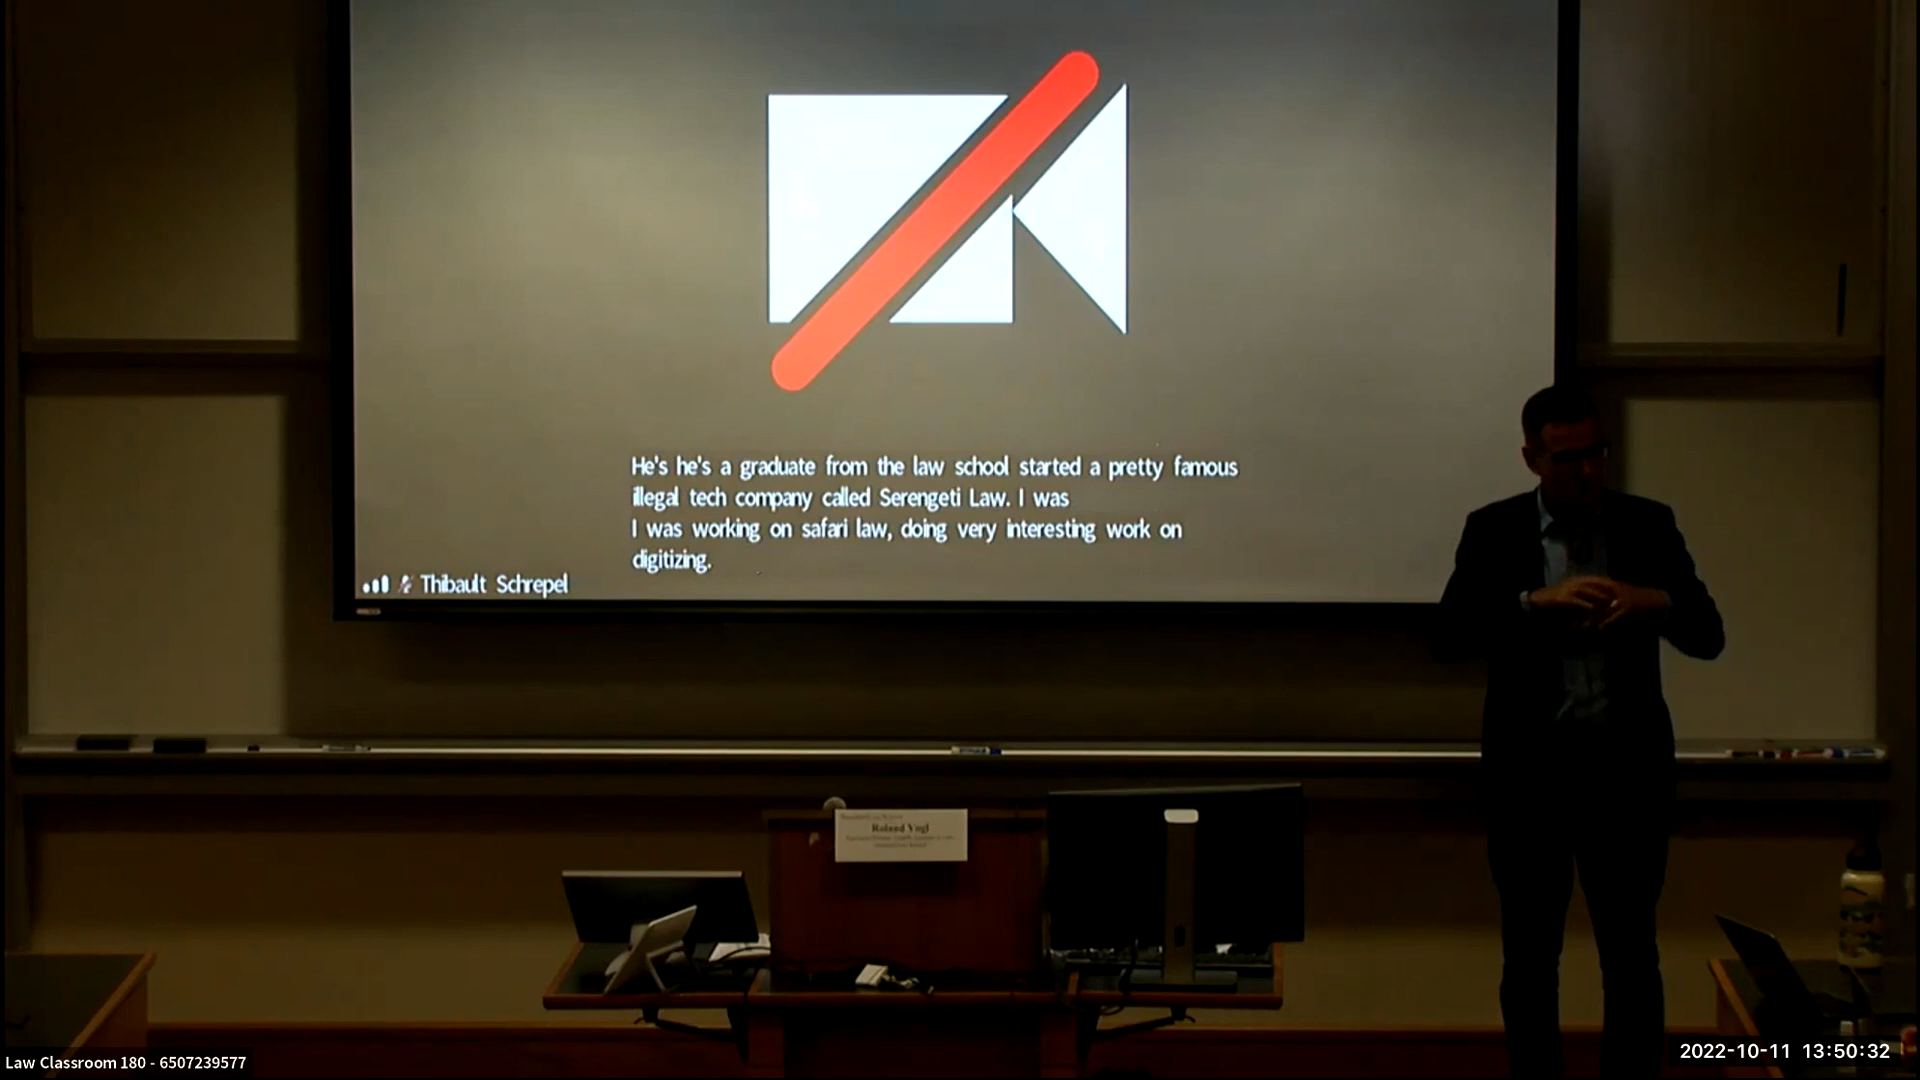 He's he's a graduate from the law school started a pretty famous
illegal tech company called Serengeti Law. I was
I was working on safari law, doing very interesting work on
digitizing.
Thibault Schrepel
Roland Vogl
Law Classroom 180 - 6507239577
2022-10-11 13:50:32